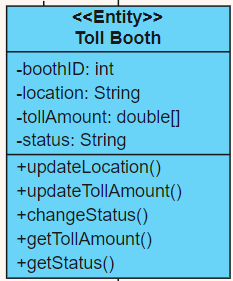 <<Entity>>
Toll Booth
-boothID: int
-location: String
-tollAmount: double[]
-status: String
+updateLocation()
+updateTollAmount()
+changeStatus()
+getTollAmount()
+getStatus()